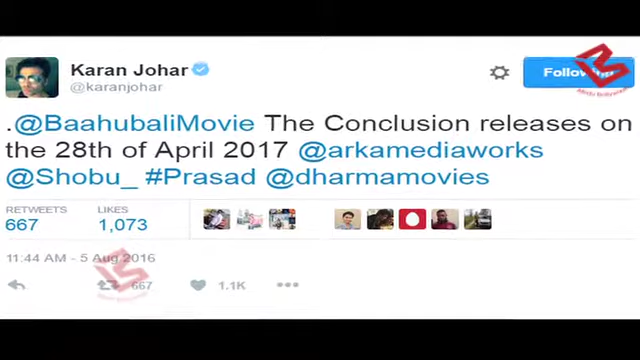 Karan Johar
@karanjohar
.@BaahubaliMovie The Conclusion releases on
the 28th of April 2017 @arkamediaworks
@Shobu_ #Prasad @dharmamovies
RETWEETS LIKES
667 1,073
11:44 AM - 5 Aug 2016
667 1.1K